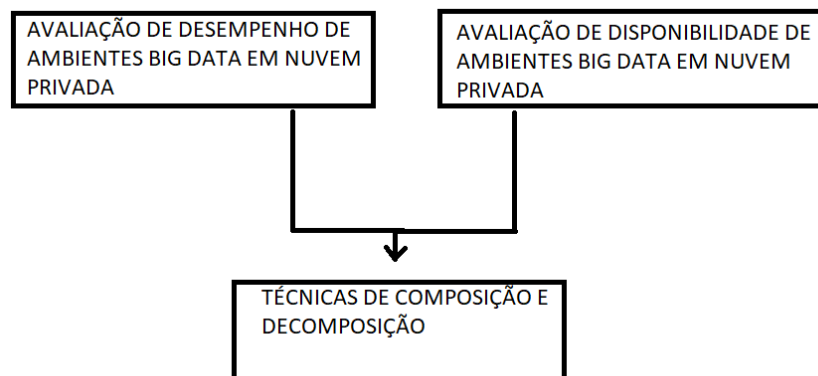 AVALIAÇÃO DE DESEMPENHO DE
AMBIENTES BIG DATA EM NUVEM
PRIVADA
AVALIAÇÃO DE DISPONIBILIDADE DE
AMBIENTES BIG DATA EM NUVEM
PRIVADA
TÉCNICAS DE COMPOSIÇÃO E
DECOMPOSIÇÃO